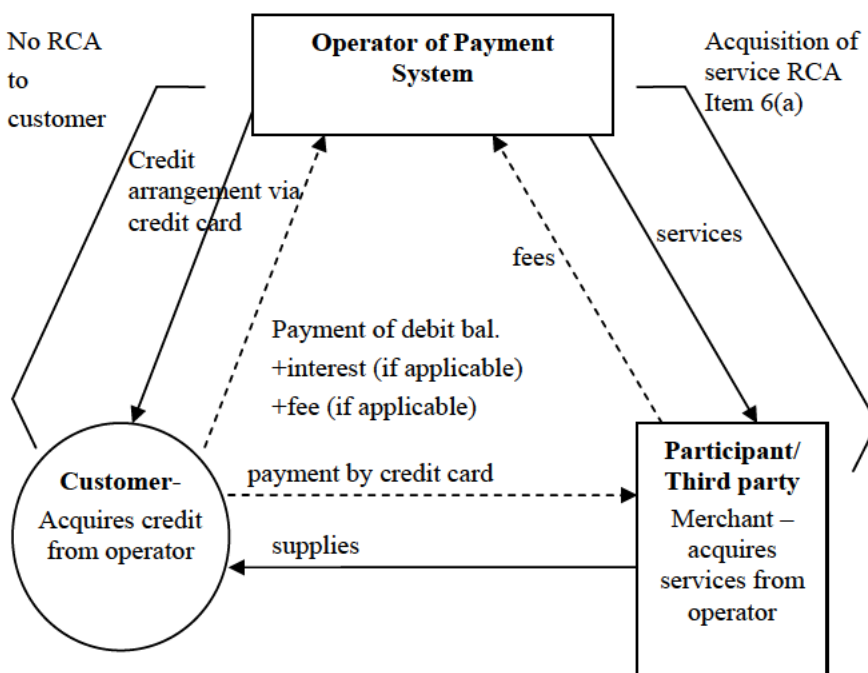 No RCA
to
customer
Operator of Payment
System
Acquisition of
service RCA
Item 6(a)
Credit
arrangement via
credit card
services
fees
Payment of debit bal.
+interest (if applicable)
+fee (if applicable)
Customer-
Acquires credit
from operator
payment by credit card
supplies
Participant/
Third party
Merchant –
acquires
services from
operator